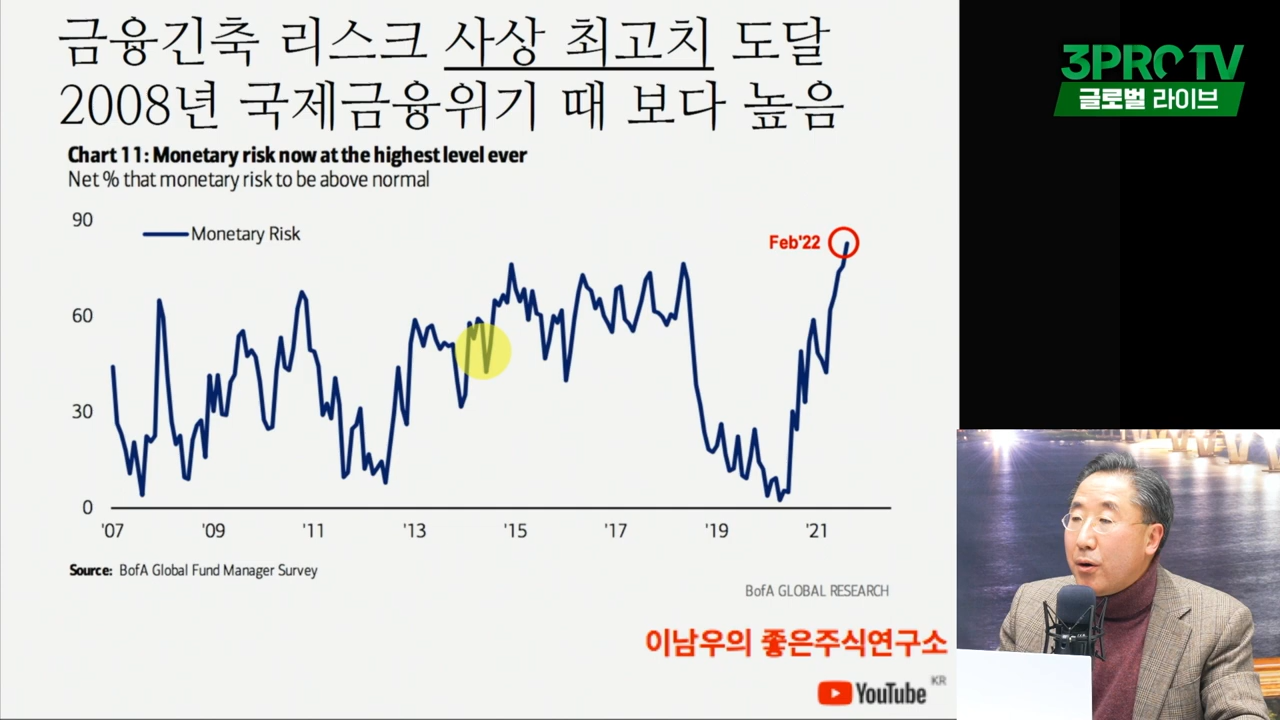 금융긴축 리스크 사상 최고치 도달
2008년 국제금융위기 때 보다 높음
3PRO TV
글로벌 라이브
Chart 11: Monetary risk now at the highest level ever
Net % that monetary risk to be above normal
90
Monetary Risk
Feb'22
60
30
0
'07 '09 '11 '13 '15 '17 '19 '21
Source: BofA Global Fund Manager Survey
BofA GLOBAL RESEARCH
이남우의 좋은주식연구소
YouTube KR